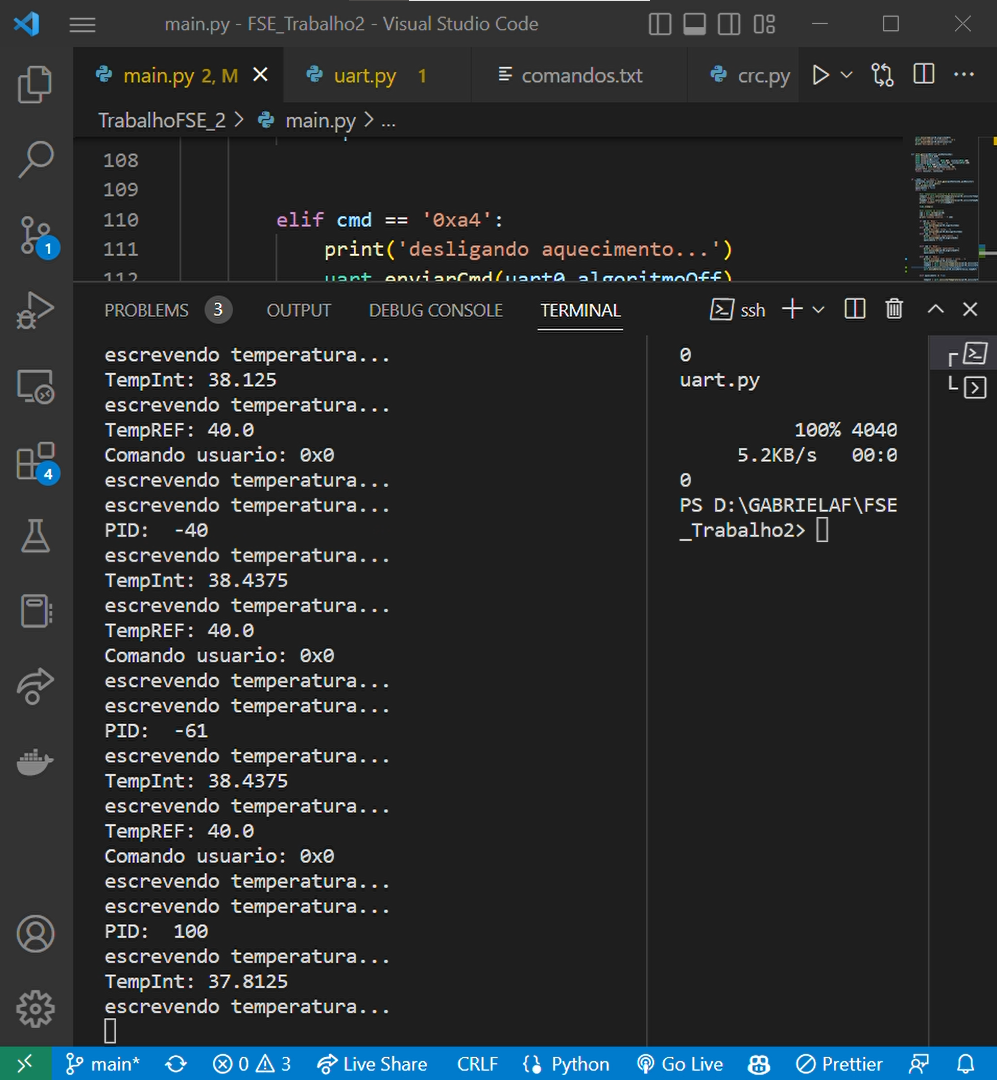 main.py - FSE_Trabalho2 - Visual Studio Code
main.py 2, M
uart.py 1
comandos.txt
crc.py
TrabalhoFSE_2 > main.py > ...
108
109
110 elif cmd == '0xa4':
111 print('desligando aquecimento...')
112 uart.enviarCmd(uart0,algoritmoOff)
1
4
PROBLEMS 3 OUTPUT DEBUG CONSOLE TERMINAL ssh
escrevendo temperatura...
TempInt: 38.125
escrevendo temperatura...
TempREF: 40.0
Comando usuario: 0x0
escrevendo temperatura...
escrevendo temperatura...
PID:  -40
escrevendo temperatura...
TempInt: 38.4375
escrevendo temperatura...
TempREF: 40.0
Comando usuario: 0x0
escrevendo temperatura...
escrevendo temperatura...
PID:  -61
escrevendo temperatura...
TempInt: 38.4375
escrevendo temperatura...
TempREF: 40.0
Comando usuario: 0x0
escrevendo temperatura...
escrevendo temperatura...
PID:  100
escrevendo temperatura...
TempInt: 37.8125
escrevendo temperatura...
0
uart.py
100% 4040
5.2KB/s   00:0
0
PS D:\GABRIELAF\FSE
_Trabalho2>
main* 0 3 Live Share CRLF Python Go Live Prettier